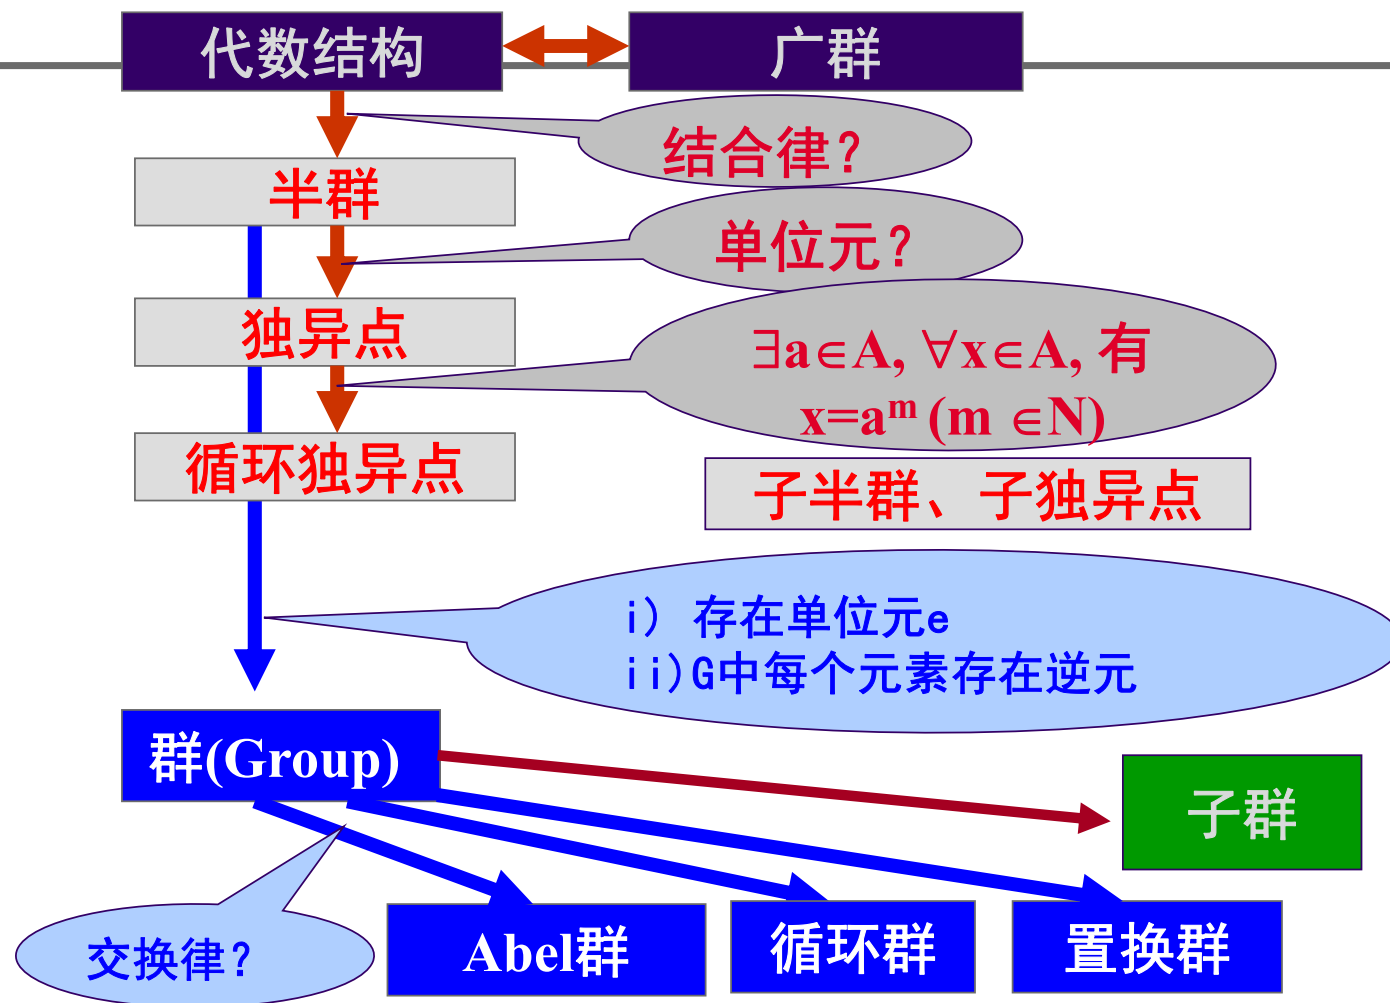 代数结构
广群
结合律?
半群
单位元?
独异点
∃a∈A, ∀x∈A, 有
x=aᵐ (m ∈N)
循环独异点
子半群、子独异点
i) 存在单位元e
ii)G中每个元素存在逆元
群(Group)
子群
交换律?
Abel群
循环群
置换群